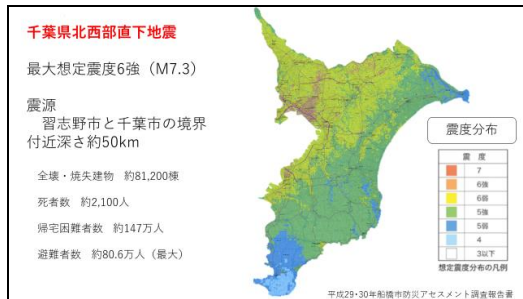 千葉県北西部直下地震
最大想定震度6強（M7.3）
震源
習志野市と千葉市の境界
付近深さ約50km
全壊・焼失建物　約81,200棟
死者数　約2,100人
帰宅困難者数　約147万人
避難者数　約80.6万人（最大）
震度分布
震　度
7
6強
6弱
5強
5弱
4
3以下
想定震度分布の凡例
平成29・30年船橋市防災アセスメント調査報告書